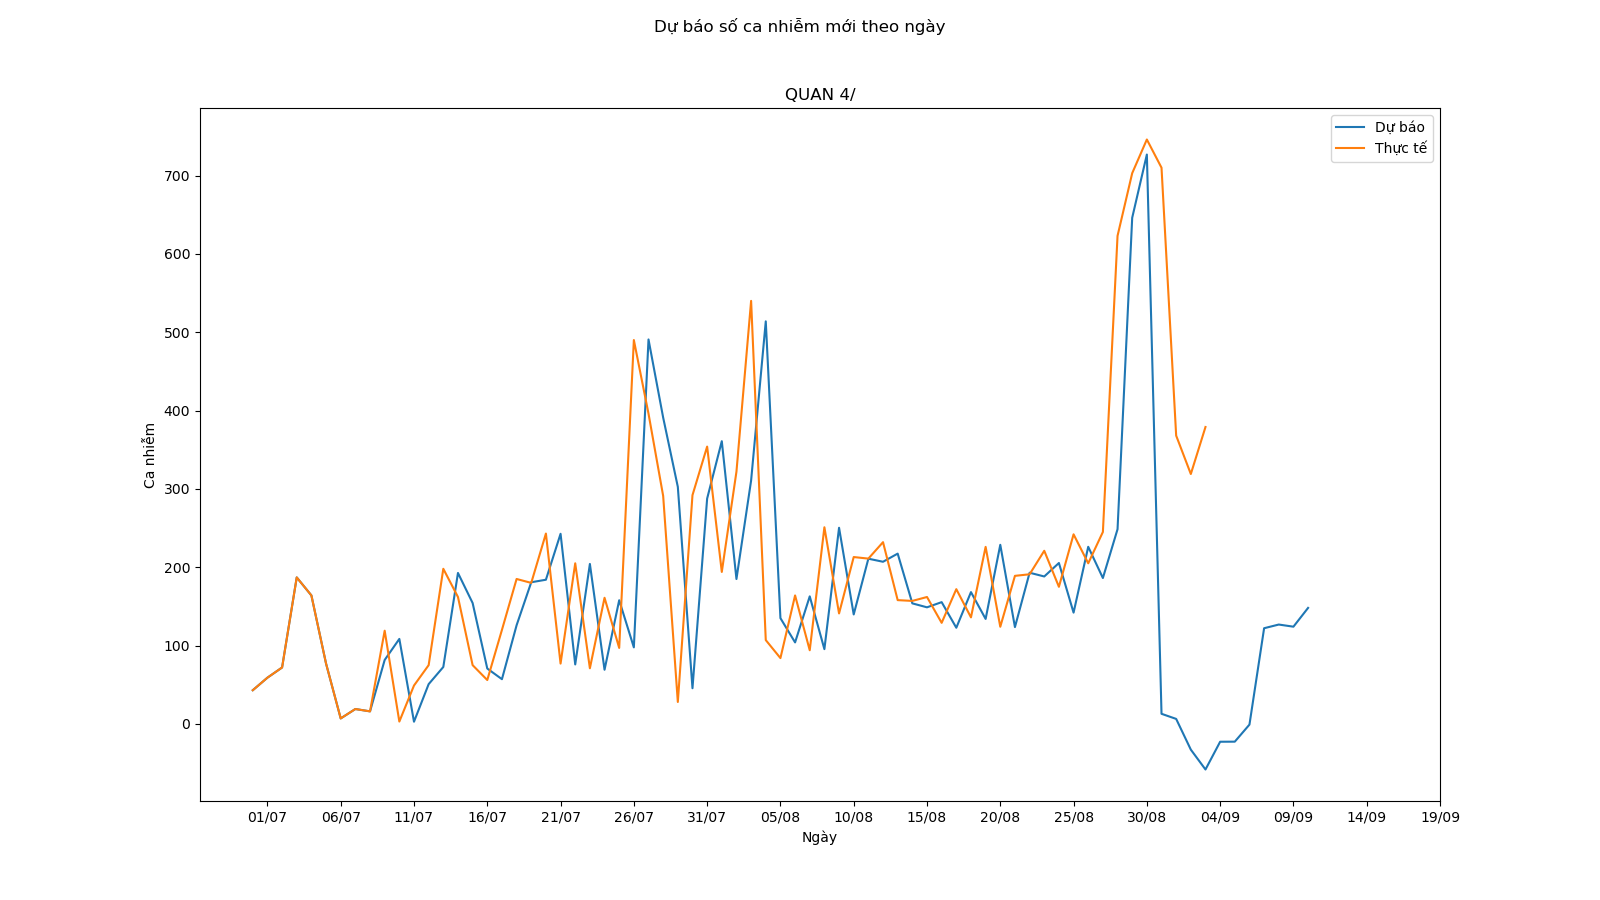 Dự báo số ca nhiễm mới theo ngày
QUAN 4/
Dự báo
Thực tế
700
600
500
400
300
200
100
0
Ca nhiễm
01/07 06/07 11/07 16/07 21/07 26/07 31/07 05/08 10/08 15/08 20/08 25/08 30/08 04/09 09/09 14/09 19/09
Ngày